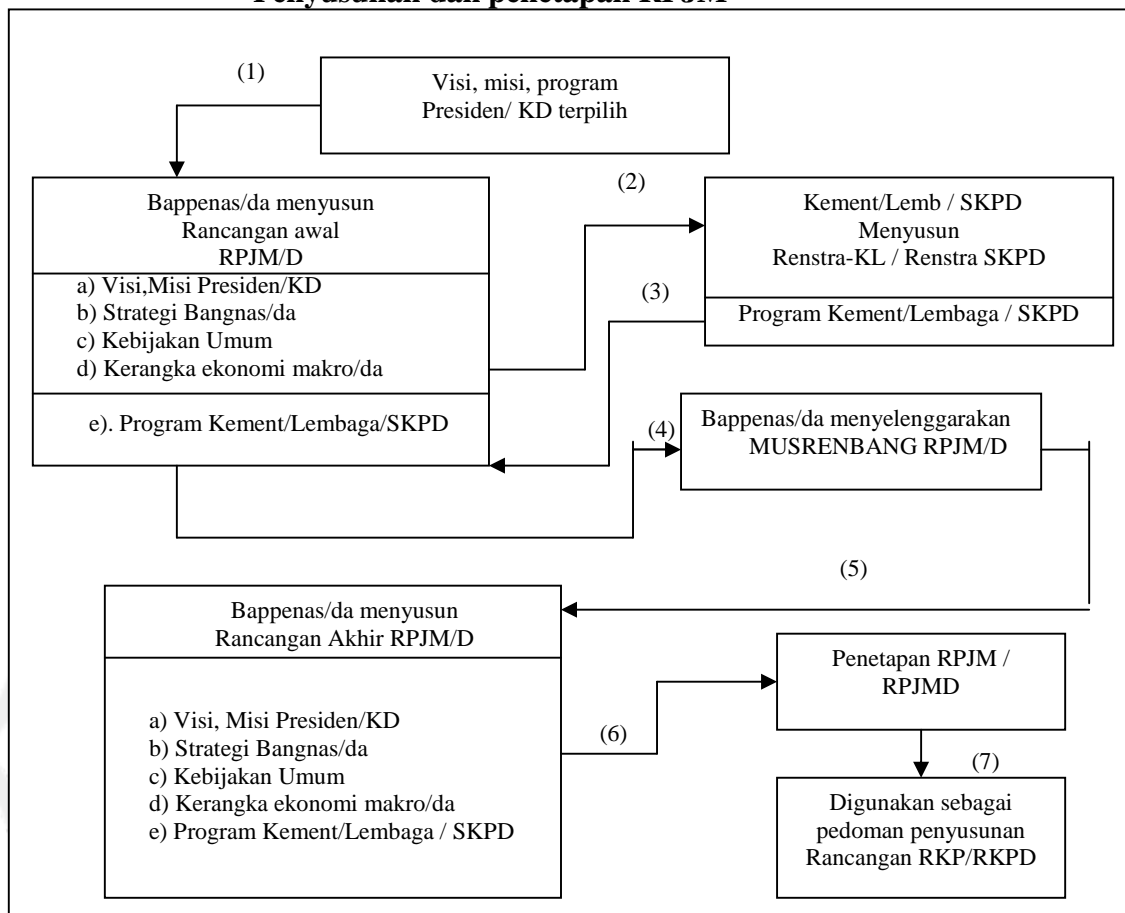 Penyusunan dan penetapan RPJM
(1)
Visi, misi, program
Presiden/ KD terpilih
Bappenas/da menyusun
Rancangan awal
RPJM/D
a) Visi,Misi Presiden/KD
b) Strategi Bangnas/da
c) Kebijakan Umum
d) Kerangka ekonomi makro/da
e). Program Kement/Lembaga/SKPD
(2)
Kement/Lemb / SKPD
Menyusun
Renstra-KL / Renstra SKPD
(3)
Program Kement/Lembaga / SKPD
(4)
Bappenas/da menyelenggarakan
MUSRENBANG RPJM/D
(5)
Bappenas/da menyusun
Rancangan Akhir RPJM/D
a) Visi, Misi Presiden/KD
b) Strategi Bangnas/da
c) Kebijakan Umum
d) Kerangka ekonomi makro/da
e) Program Kement/Lembaga / SKPD
(6)
Penetapan RPJM /
RPJMD
(7)
Digunakan sebagai
pedoman penyusunan
Rancangan RKP/RKPD